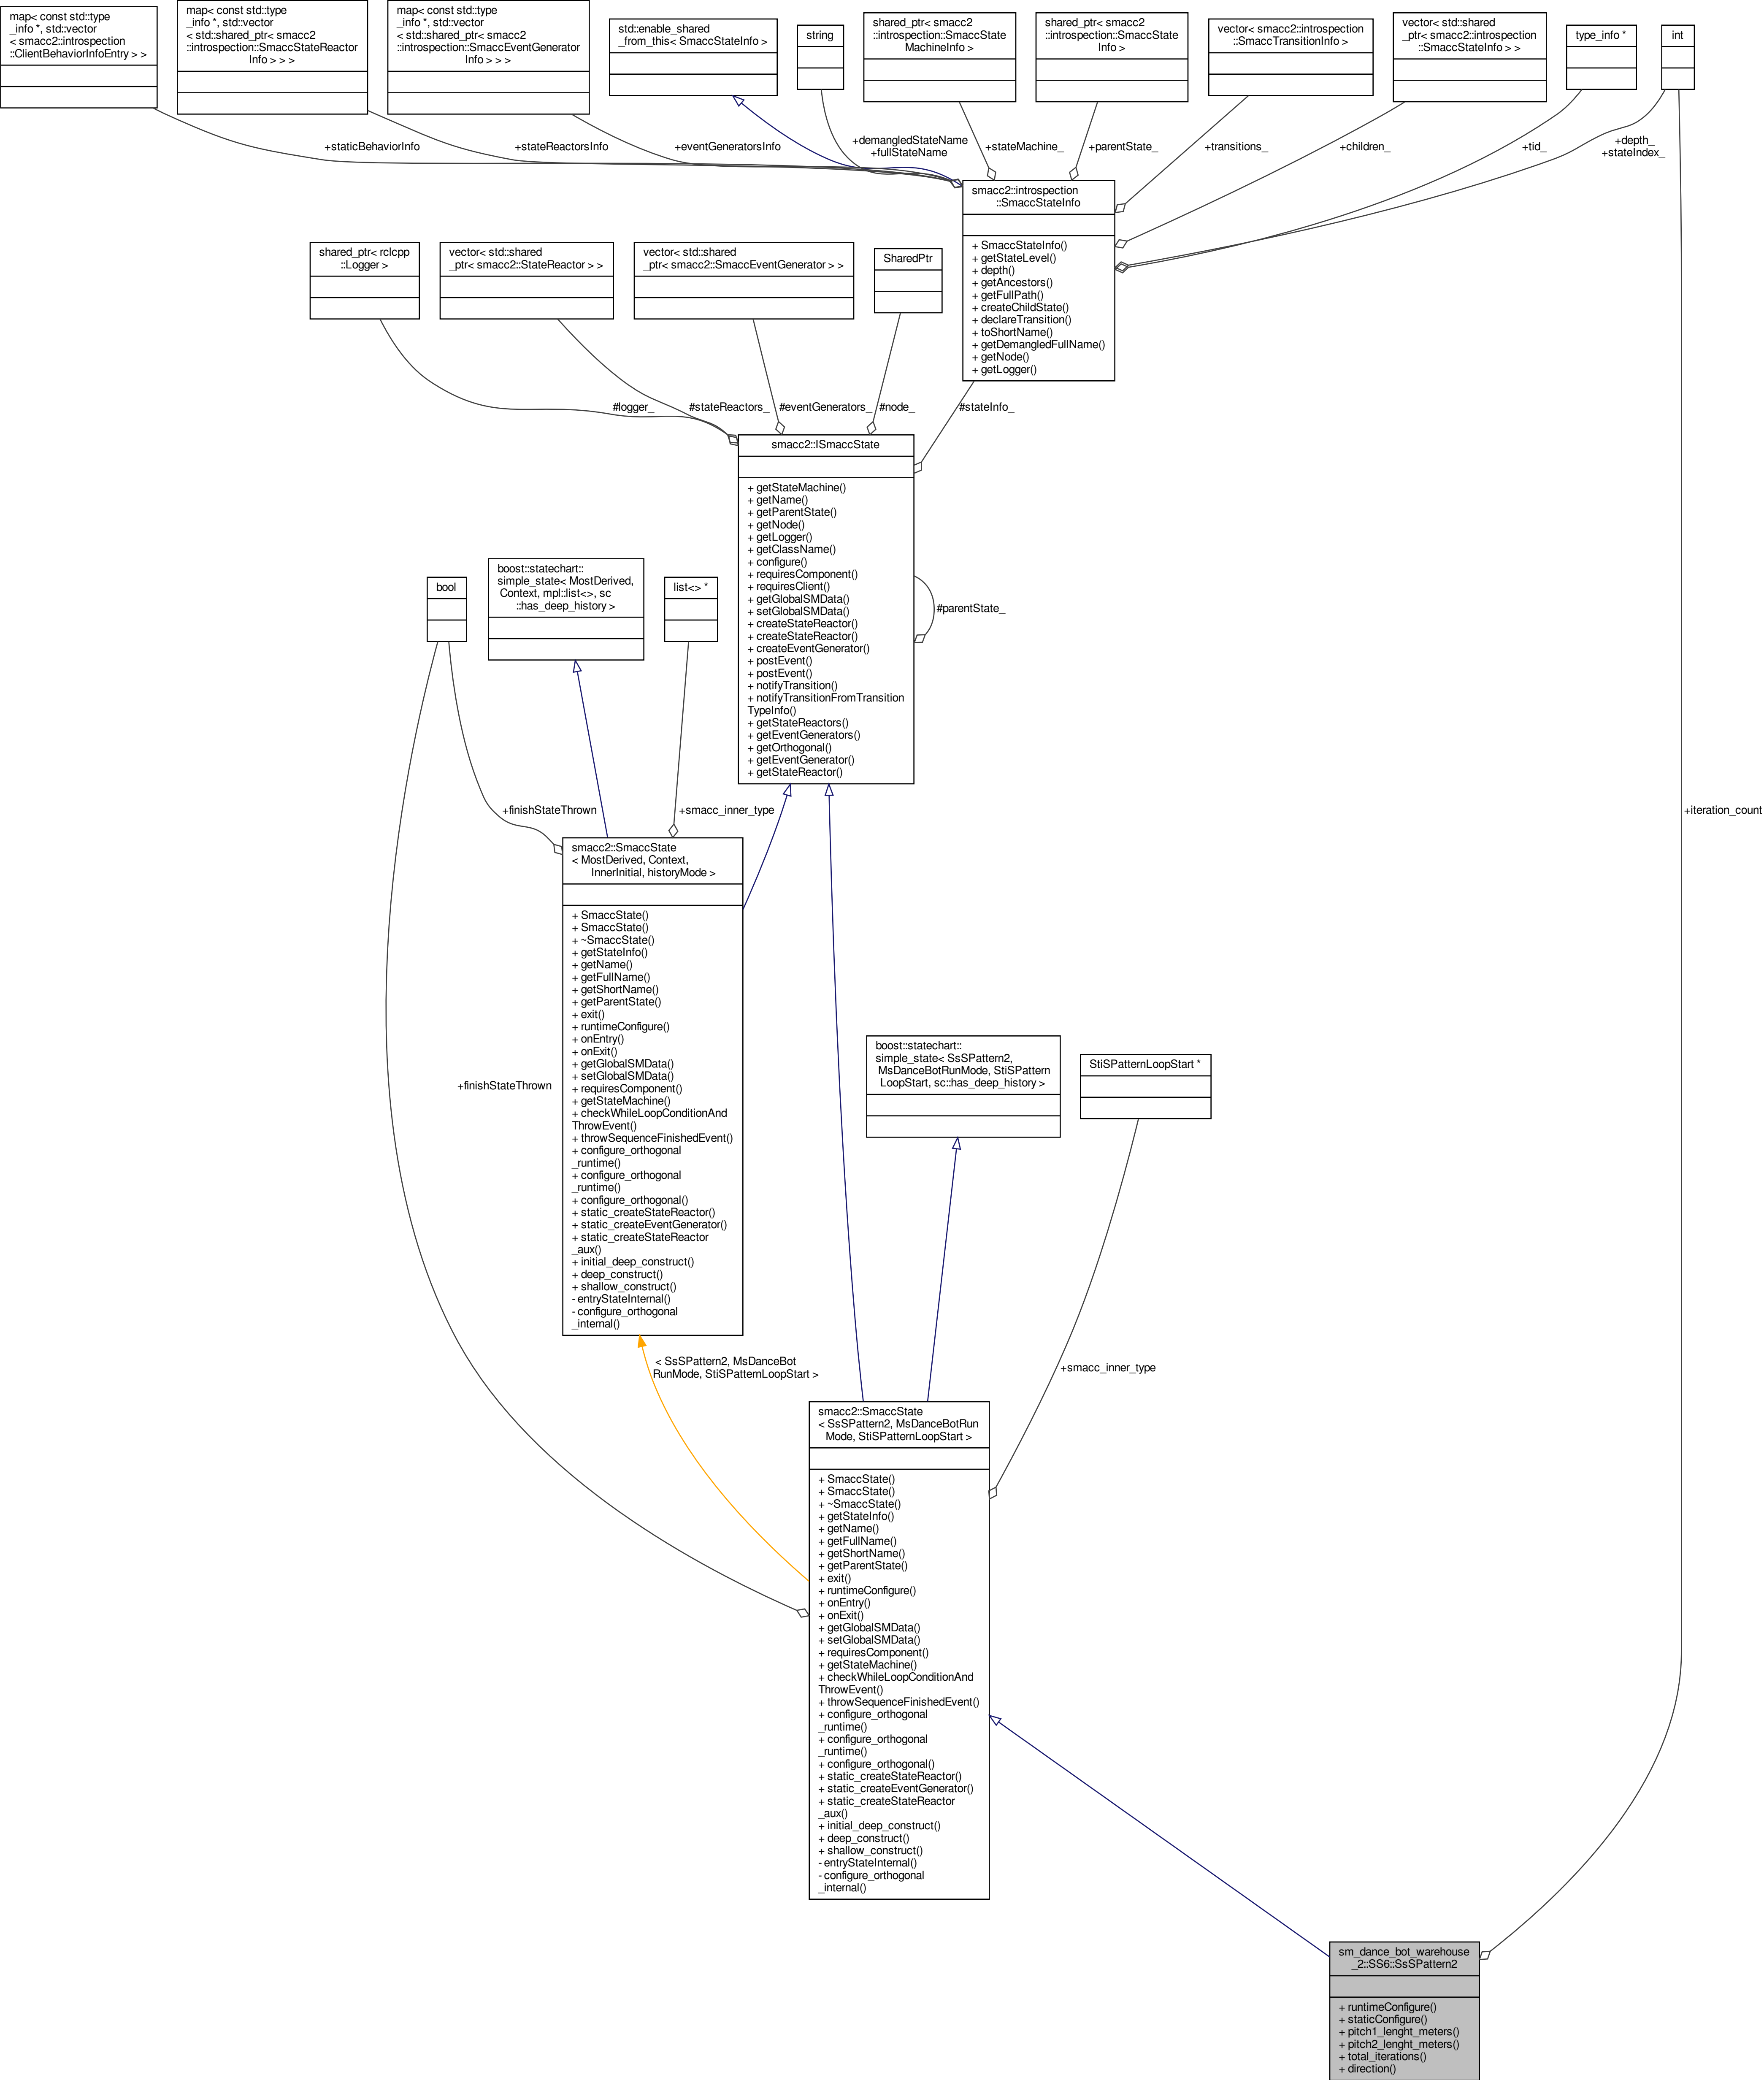 map< const std::type
_info *, std::vector
< smacc2::introspection
::ClientBehaviorInfoEntry > >
map< const std::type
_info *, std::vector
< std::shared_ptr< smacc2
::introspection::SmaccStateReactor
Info > > >
map< const std::type
_info *, std::vector
< std::shared_ptr< smacc2
::introspection::SmaccEventGenerator
Info > > >
std::enable_shared
_from_this< SmaccStateInfo >
string
shared_ptr< smacc2
::introspection::SmaccState
MachineInfo >
shared_ptr< smacc2
::introspection::SmaccState
Info >
vector< smacc2::introspection
::SmaccTransitionInfo >
vector< std::shared
_ptr< smacc2::introspection
::SmaccStateInfo > >
type_info *
int
+staticBehaviorInfo
+stateReactorsInfo
+eventGeneratorsInfo
+demangledStateName
+fullStateName
+stateMachine_
+parentState_
+transitions_
+children_
+tid_
+depth_
+stateIndex_
smacc2::introspection
::SmaccStateInfo
+ SmaccStateInfo()
+ getStateLevel()
+ depth()
+ getAncestors()
+ getFullPath()
+ createChildState()
+ declareTransition()
+ toShortName()
+ getDemangledFullName()
+ getNode()
+ getLogger()
shared_ptr< rclcpp
::Logger >
vector< std::shared
_ptr< smacc2::StateReactor > >
vector< std::shared
_ptr< smacc2::SmaccEventGenerator > >
SharedPtr
#logger_
#stateReactors_
#eventGenerators_
#node_
#stateInfo_
smacc2::ISmaccState
+ getStateMachine()
+ getName()
+ getParentState()
+ getNode()
+ getLogger()
+ getClassName()
+ configure()
+ requiresComponent()
+ requiresClient()
+ getGlobalSMData()
+ setGlobalSMData()
+ createStateReactor()
+ createStateReactor()
+ createEventGenerator()
+ postEvent()
+ postEvent()
+ notifyTransition()
+ notifyTransitionFromTransition
TypeInfo()
+ getStateReactors()
+ getEventGenerators()
+ getOrthogonal()
+ getEventGenerator()
+ getStateReactor()
#parentState_
bool
boost::statechart::
simple_state< MostDerived,
Context, mpl::list<>, sc
::has_deep_history >
list<> *
+finishStateThrown
+smacc_inner_type
+iteration_count
smacc2::SmaccState
< MostDerived, Context,
InnerInitial, historyMode >
+ SmaccState()
+ SmaccState()
+ ~SmaccState()
+ getStateInfo()
+ getName()
+ getFullName()
+ getShortName()
+ getParentState()
+ exit()
+ runtimeConfigure()
+ onEntry()
+ onExit()
+ getGlobalSMData()
+ setGlobalSMData()
+ requiresComponent()
+ getStateMachine()
+ checkWhileLoopConditionAnd
ThrowEvent()
+ throwSequenceFinishedEvent()
+ configure_orthogonal
_runtime()
+ configure_orthogonal
_runtime()
+ configure_orthogonal()
+ static_createStateReactor()
+ static_createEventGenerator()
+ static_createStateReactor
_aux()
+ initial_deep_construct()
+ deep_construct()
+ shallow_construct()
- entryStateInternal()
- configure_orthogonal
_internal()
+finishStateThrown
boost::statechart::
simple_state< SsSPattern2,
MsDanceBotRunMode, StiSPattern
LoopStart, sc::has_deep_history >
StiSPatternLoopStart *
< SsSPattern2, MsDanceBot
RunMode, StiSPatternLoopStart >
+smacc_inner_type
smacc2::SmaccState
< SsSPattern2, MsDanceBotRun
Mode, StiSPatternLoopStart >
+ SmaccState()
+ SmaccState()
+ ~SmaccState()
+ getStateInfo()
+ getName()
+ getFullName()
+ getShortName()
+ getParentState()
+ exit()
+ runtimeConfigure()
+ onEntry()
+ onExit()
+ getGlobalSMData()
+ setGlobalSMData()
+ requiresComponent()
+ getStateMachine()
+ checkWhileLoopConditionAnd
ThrowEvent()
+ throwSequenceFinishedEvent()
+ configure_orthogonal
_runtime()
+ configure_orthogonal
_runtime()
+ configure_orthogonal()
+ static_createStateReactor()
+ static_createEventGenerator()
+ static_createStateReactor
_aux()
+ initial_deep_construct()
+ deep_construct()
+ shallow_construct()
- entryStateInternal()
- configure_orthogonal
_internal()
sm_dance_bot_warehouse
_2::SS6::SsSPattern2
+ runtimeConfigure()
+ staticConfigure()
+ pitch1_lenght_meters()
+ pitch2_lenght_meters()
+ total_iterations()
+ direction()